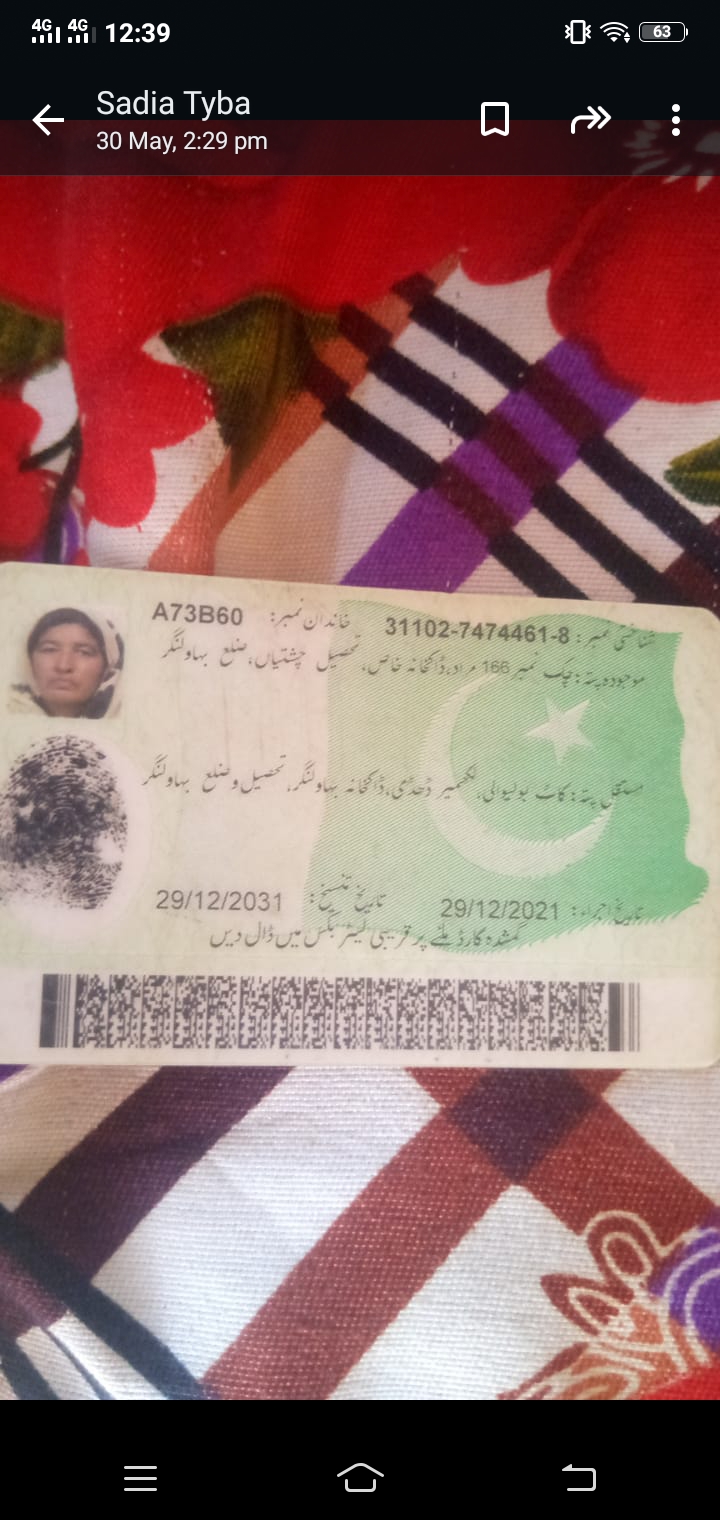 4G 4G 12:39 63
Sadia Tyba
30 May, 2:29 pm
شناختی نمبر: 31102-7474461-8 خاندان نمبر: A73B60
موجودہ پتہ: چک نمبر 166 مراد، ڈاکخانہ خاص، تحصیل چشتیاں، ضلع بہاولنگر
مستقل پتہ: کاٹ بولیوالی، لکھمیر ڈھڈی، ڈاکخانہ بہاولنگر، تحصیل و ضلع بہاولنگر
تاریخ اجراء: 29/12/2021 تاریخ تنسیخ: 29/12/2031
گمشدہ کارڈ ملنے پر قریبی لیٹر بکس میں ڈال دیں